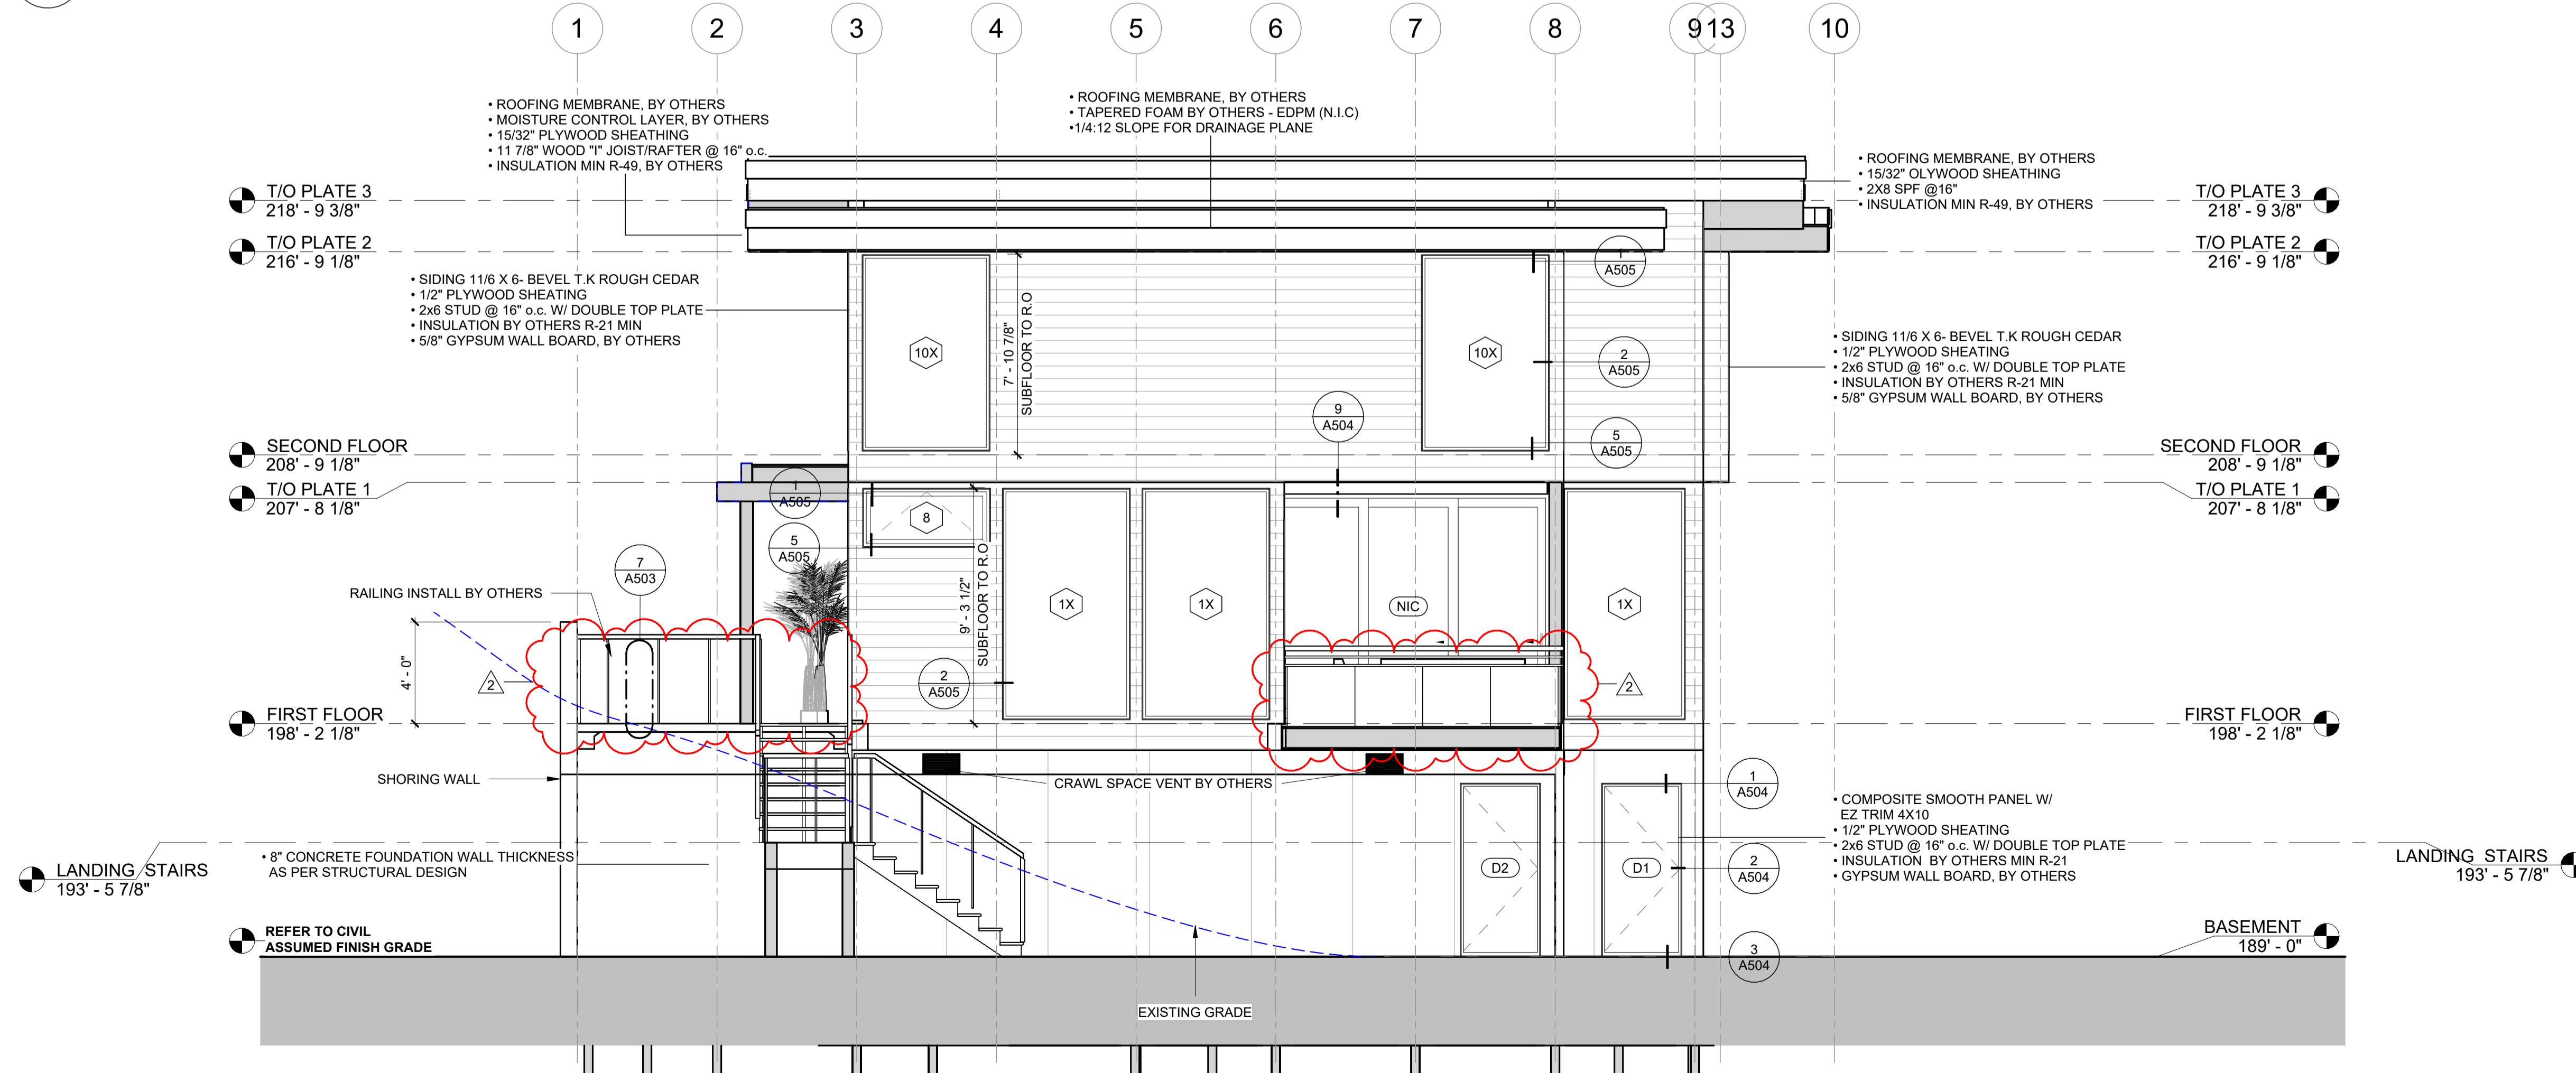 1 2 3 4 5 6 7 8 9 13 10
• ROOFING MEMBRANE, BY OTHERS
• MOISTURE CONTROL LAYER, BY OTHERS
• 15/32" PLYWOOD SHEATHING
• 11 7/8" WOOD "I" JOIST/RAFTER @ 16" o.c.
• INSULATION MIN R-49, BY OTHERS
• ROOFING MEMBRANE, BY OTHERS
• TAPERED FOAM BY OTHERS - EDPM (N.I.C)
•1/4:12 SLOPE FOR DRAINAGE PLANE
• ROOFING MEMBRANE, BY OTHERS
• 15/32" OLYWOOD SHEATHING
• 2X8 SPF @16"
• INSULATION MIN R-49, BY OTHERS
T/O PLATE 3
218' - 9 3/8"
T/O PLATE 3
218' - 9 3/8"
T/O PLATE 2
216' - 9 1/8"
T/O PLATE 2
216' - 9 1/8"
• SIDING 11/6 X 6- BEVEL T.K ROUGH CEDAR
• 1/2" PLYWOOD SHEATING
• 2x6 STUD @ 16" o.c. W/ DOUBLE TOP PLATE
• INSULATION BY OTHERS R-21 MIN
• 5/8" GYPSUM WALL BOARD, BY OTHERS
10X
7' - 10 7/8"
SUBFLOOR TO R.O
10X
1
A505
2
A505
5
A505
9
A504
• SIDING 11/6 X 6- BEVEL T.K ROUGH CEDAR
• 1/2" PLYWOOD SHEATING
• 2x6 STUD @ 16" o.c. W/ DOUBLE TOP PLATE
• INSULATION BY OTHERS R-21 MIN
• 5/8" GYPSUM WALL BOARD, BY OTHERS
SECOND FLOOR
208' - 9 1/8"
SECOND FLOOR
208' - 9 1/8"
T/O PLATE 1
207' - 8 1/8"
T/O PLATE 1
207' - 8 1/8"
1
A505
8
5
A505
7
A503
RAILING INSTALL BY OTHERS
9' - 3 1/2"
SUBFLOOR TO R.O
1X
1X
NIC
1X
4' - 0"
2
2
A505
2
FIRST FLOOR
198' - 2 1/8"
FIRST FLOOR
198' - 2 1/8"
SHORING WALL
CRAWL SPACE VENT BY OTHERS
1
A504
• COMPOSITE SMOOTH PANEL W/
EZ TRIM 4X10
• 1/2" PLYWOOD SHEATING
• 2x6 STUD @ 16" o.c. W/ DOUBLE TOP PLATE
• INSULATION BY OTHERS MIN R-21
• GYPSUM WALL BOARD, BY OTHERS
• 8" CONCRETE FOUNDATION WALL THICKNESS
AS PER STRUCTURAL DESIGN
LANDING STAIRS
193' - 5 7/8"
D2
D1
2
A504
LANDING STAIRS
193' - 5 7/8"
REFER TO CIVIL
ASSUMED FINISH GRADE
BASEMENT
189' - 0"
3
A504
EXISTING GRADE